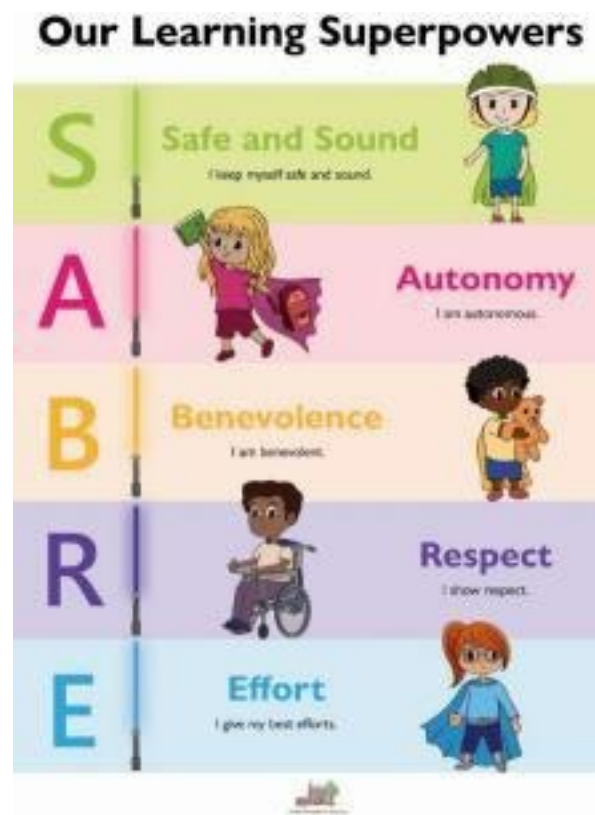 Our Learning Superpowers
S
Safe and Sound
I keep myself safe and sound.
A
Autonomy
I am autonomous.
B
Benevolence
I am benevolent.
R
Respect
I show respect.
E
Effort
I give my best efforts.